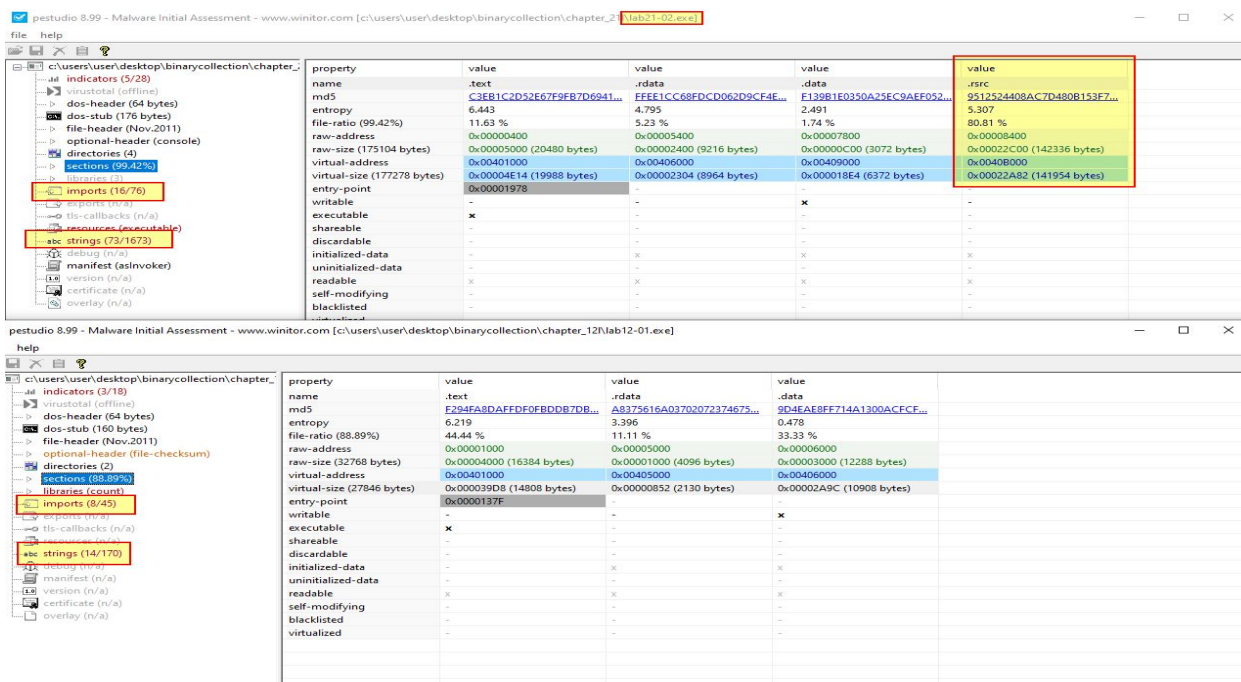 pestudio 8.99 - Malware Initial Assessment - www.winitor.com [c:\users\user\desktop\binarycollection\chapter_21l\lab21-02.exe]
file help
c:\users\user\desktop\binarycollection\chapter_
indicators (5/28)
virustotal (offline)
dos-header (64 bytes)
dos-stub (176 bytes)
file-header (Nov.2011)
optional-header (console)
directories (4)
sections (99.42%)
libraries (3)
imports (16/76)
exports (n/a)
tls-callbacks (n/a)
resources (executable)
abc strings (73/1673)
debug (n/a)
manifest (asInvoker)
1.0 version (n/a)
certificate (n/a)
overlay (n/a)
property value value value value
name .text .rdata .data .rsrc
md5 C3EB1C2D52E67F9FB7D6941... FFEE1CC68FDCD062D9CF4E... F139B1E0350A25EC9AEF052... 9512524408AC7D480B153F7...
entropy 6.443 4.795 2.491 5.307
file-ratio (99.42%) 11.63 % 5.23 % 1.74 % 80.81 %
raw-address 0x00000400 0x00005400 0x00007800 0x00008400
raw-size (175104 bytes) 0x00005000 (20480 bytes) 0x00002400 (9216 bytes) 0x00000C00 (3072 bytes) 0x00022C00 (142336 bytes)
virtual-address 0x00401000 0x00406000 0x00409000 0x0040B000
virtual-size (177278 bytes) 0x00004E14 (19988 bytes) 0x00002304 (8964 bytes) 0x000018E4 (6372 bytes) 0x00022A82 (141954 bytes)
entry-point 0x00001978 - - -
writable - - x -
executable x - - -
shareable - - - -
discardable - - - -
initialized-data - x x x
uninitialized-data - - - -
readable x x x x
self-modifying - - - -
blacklisted - - - -
pestudio 8.99 - Malware Initial Assessment - www.winitor.com [c:\users\user\desktop\binarycollection\chapter_12l\lab12-01.exe]
help
c:\users\user\desktop\binarycollection\chapter_
indicators (3/18)
virustotal (offline)
dos-header (64 bytes)
dos-stub (160 bytes)
file-header (Nov.2011)
optional-header (file-checksum)
directories (2)
sections (88.89%)
libraries (count)
imports (8/45)
exports (n/a)
tls-callbacks (n/a)
resources (n/a)
abc strings (14/170)
debug (n/a)
manifest (n/a)
1.0 version (n/a)
certificate (n/a)
overlay (n/a)
property value value value
name .text .rdata .data
md5 F294FA8DAFFDF0FBDDB7DB... A8375616A03702072374675... 9D4EAE8FF714A1300ACFCF...
entropy 6.219 3.396 0.478
file-ratio (88.89%) 44.44 % 11.11 % 33.33 %
raw-address 0x00001000 0x00005000 0x00006000
raw-size (32768 bytes) 0x00004000 (16384 bytes) 0x00001000 (4096 bytes) 0x00003000 (12288 bytes)
virtual-address 0x00401000 0x00405000 0x00406000
virtual-size (27846 bytes) 0x000039D8 (14808 bytes) 0x00000852 (2130 bytes) 0x00002A9C (10908 bytes)
entry-point 0x0000137F - -
writable - - x
executable x - -
shareable - - -
discardable - - -
initialized-data - x x
uninitialized-data - - -
readable x x x
self-modifying - - -
blacklisted - - -
virtualized - - -